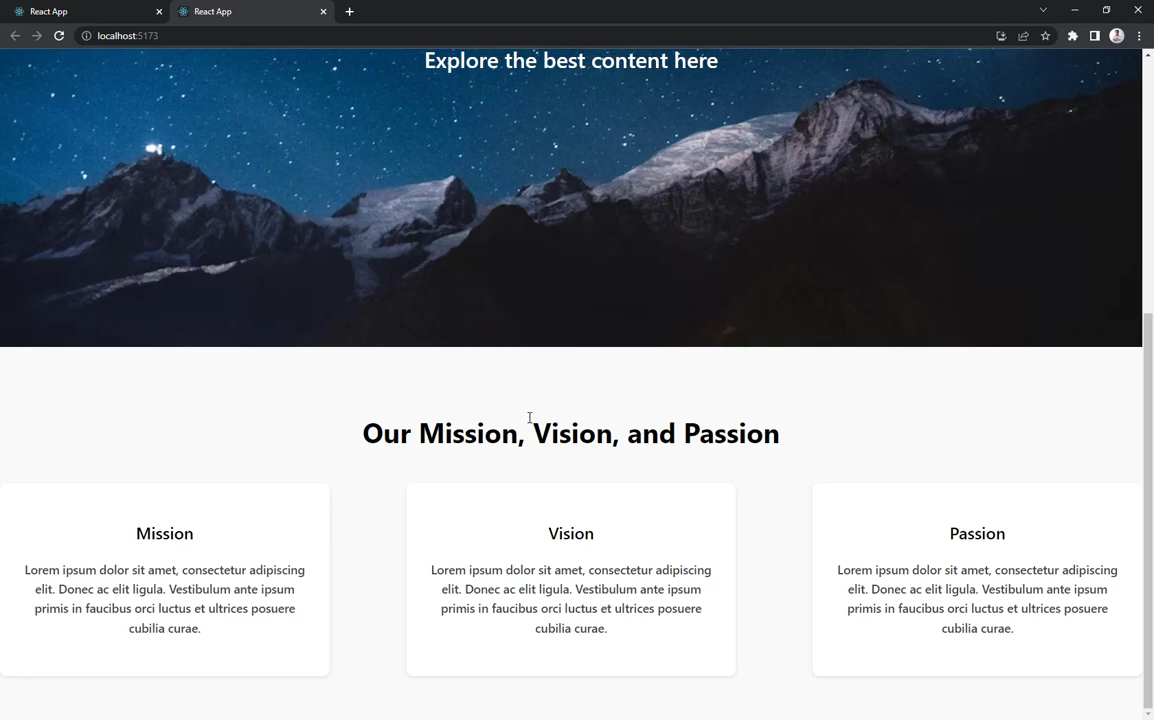 React App
React App
localhost:5173
Explore the best content here
Our Mission, Vision, and Passion
Mission
Lorem ipsum dolor sit amet, consectetur adipiscing
elit. Donec ac elit ligula. Vestibulum ante ipsum
primis in faucibus orci luctus et ultrices posuere
cubilia curae.
Vision
Lorem ipsum dolor sit amet, consectetur adipiscing
elit. Donec ac elit ligula. Vestibulum ante ipsum
primis in faucibus orci luctus et ultrices posuere
cubilia curae.
Passion
Lorem ipsum dolor sit amet, consectetur adipiscing
elit. Donec ac elit ligula. Vestibulum ante ipsum
primis in faucibus orci luctus et ultrices posuere
cubilia curae.